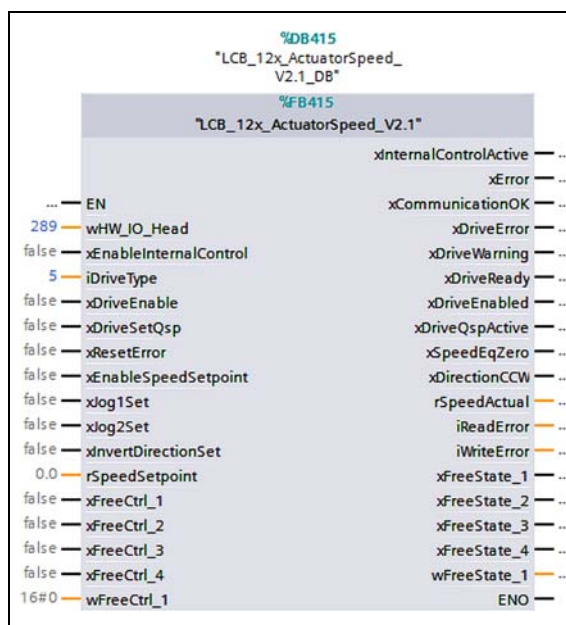 %DB415
"LCB_12x_ActuatorSpeed_
V2.1_DB"
%FB415
"LCB_12x_ActuatorSpeed_V2.1"
xInternalControlActive ...
xError ...
... EN xCommunicationOK ...
289 wHW_IO_Head xDriveError ...
false xEnableInternalControl xDriveWarning ...
5 iDriveType xDriveReady ...
false xDriveEnable xDriveEnabled ...
false xDriveSetQsp xDriveQspActive ...
false xResetError xSpeedEqZero ...
false xEnableSpeedSetpoint xDirectionCCW ...
false xJog1Set rSpeedActual ...
false xJog2Set iReadError ...
false xInvertDirectionSet iWriteError ...
0.0 rSpeedSetpoint xFreeState_1 ...
false xFreeCtrl_1 xFreeState_2 ...
false xFreeCtrl_2 xFreeState_3 ...
false xFreeCtrl_3 xFreeState_4 ...
false xFreeCtrl_4 wFreeState_1 ...
16#0 wFreeCtrl_1 ENO